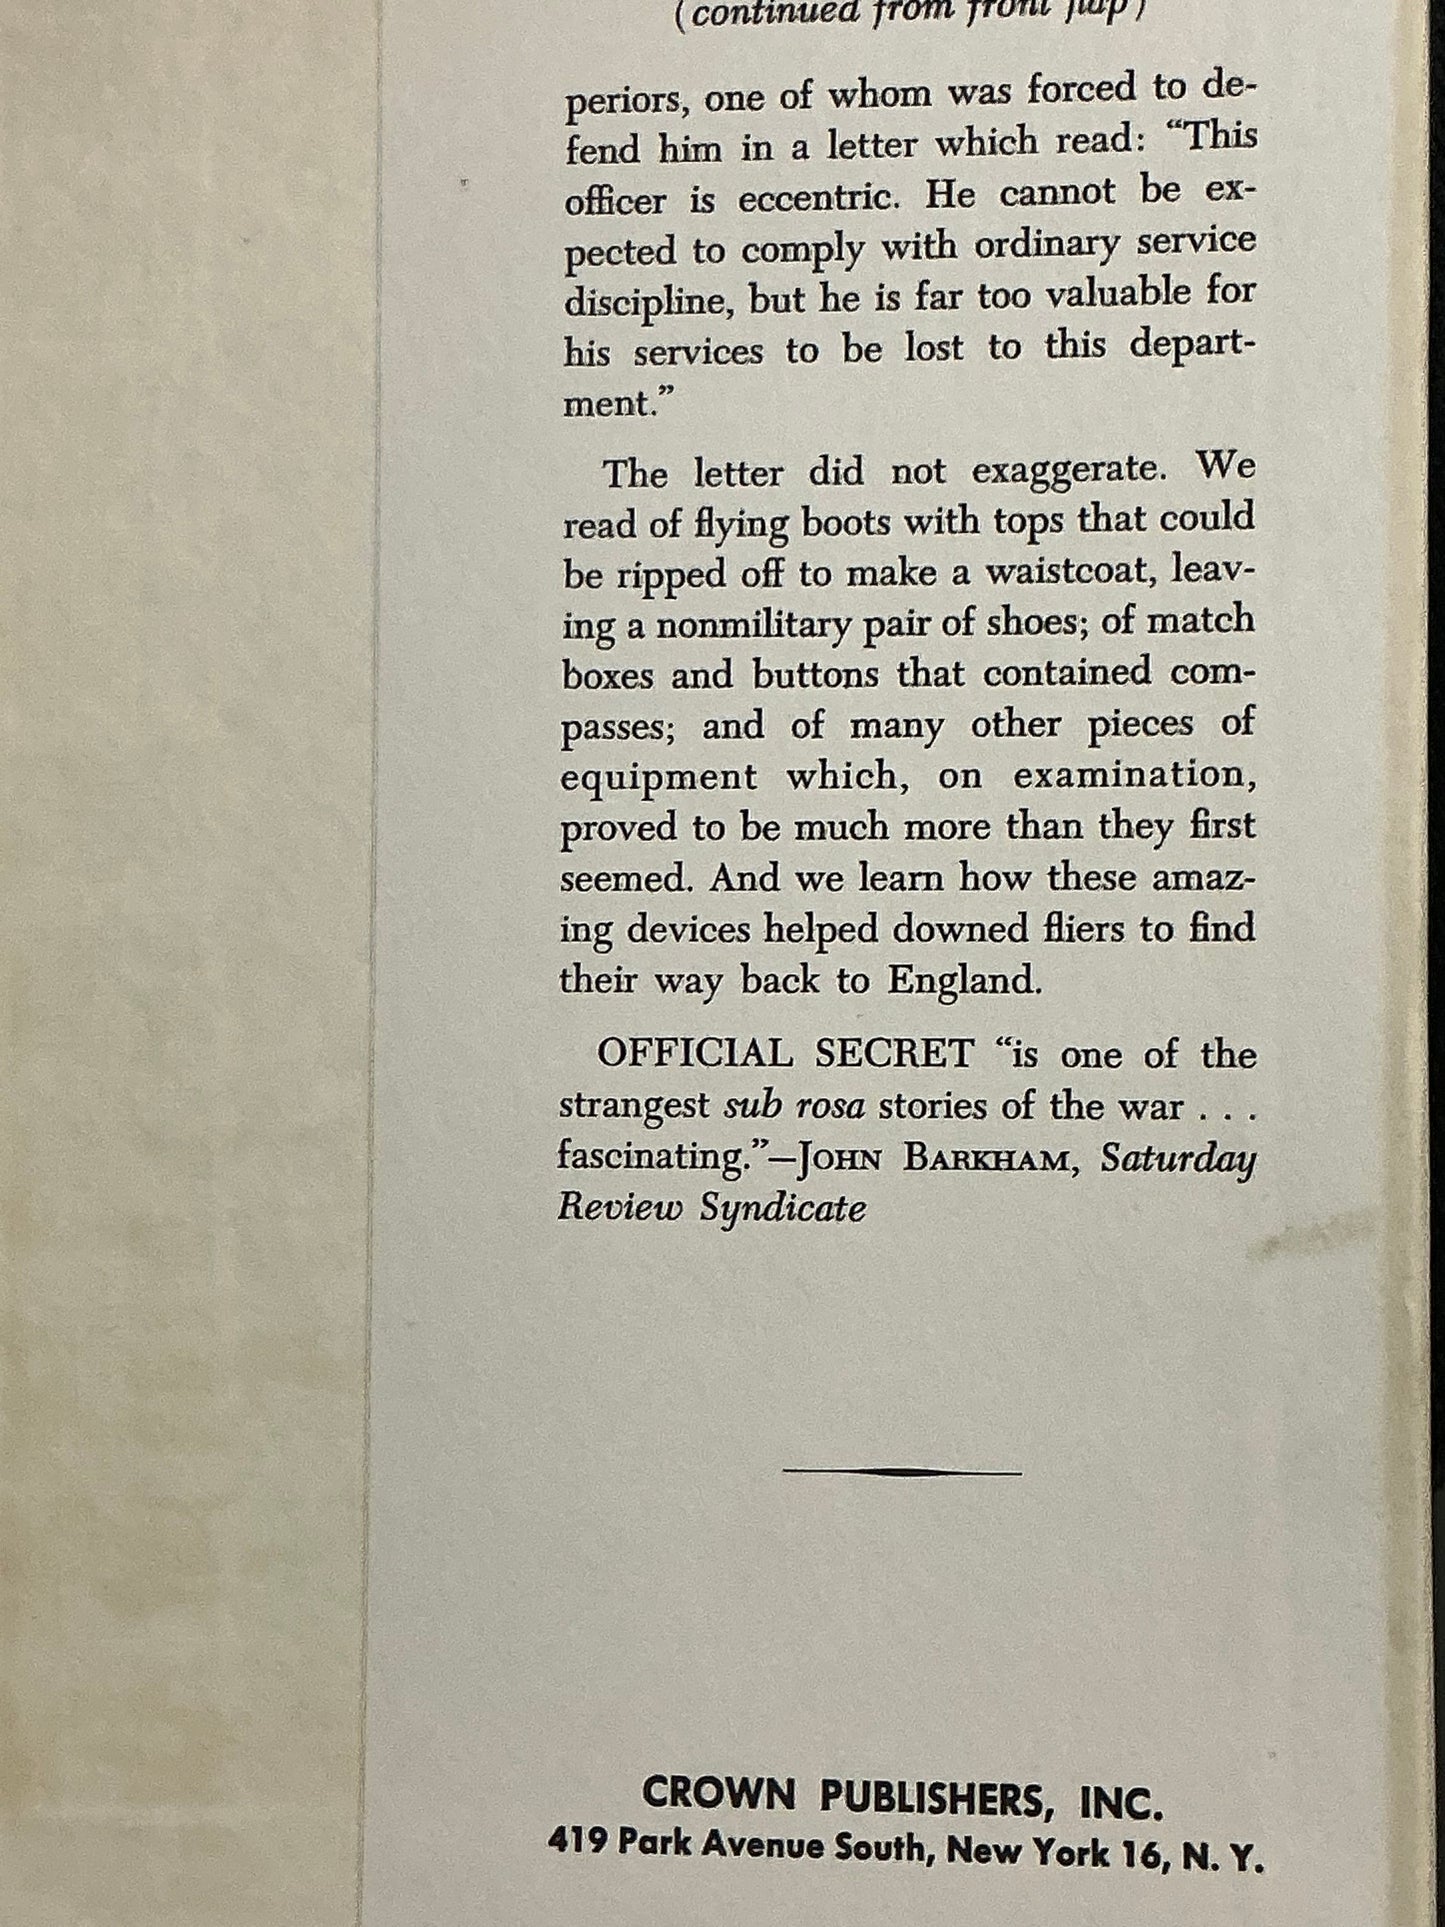 (continued from front flap)
periors, one of whom was forced to de-
fend him in a letter which read: “This
officer is eccentric. He cannot be ex-
pected to comply with ordinary service
discipline, but he is far too valuable for
his services to be lost to this depart-
ment.”
The letter did not exaggerate. We
read of flying boots with tops that could
be ripped off to make a waistcoat, leav-
ing a nonmilitary pair of shoes; of match
boxes and buttons that contained com-
passes; and of many other pieces of
equipment which, on examination,
proved to be much more than they first
seemed. And we learn how these amaz-
ing devices helped downed fliers to find
their way back to England.
OFFICIAL SECRET “is one of the
strangest sub rosa stories of the war . . .
fascinating.”—JOHN BARKHAM, Saturday
Review Syndicate
CROWN PUBLISHERS, INC.
419 Park Avenue South, New York 16, N. Y.